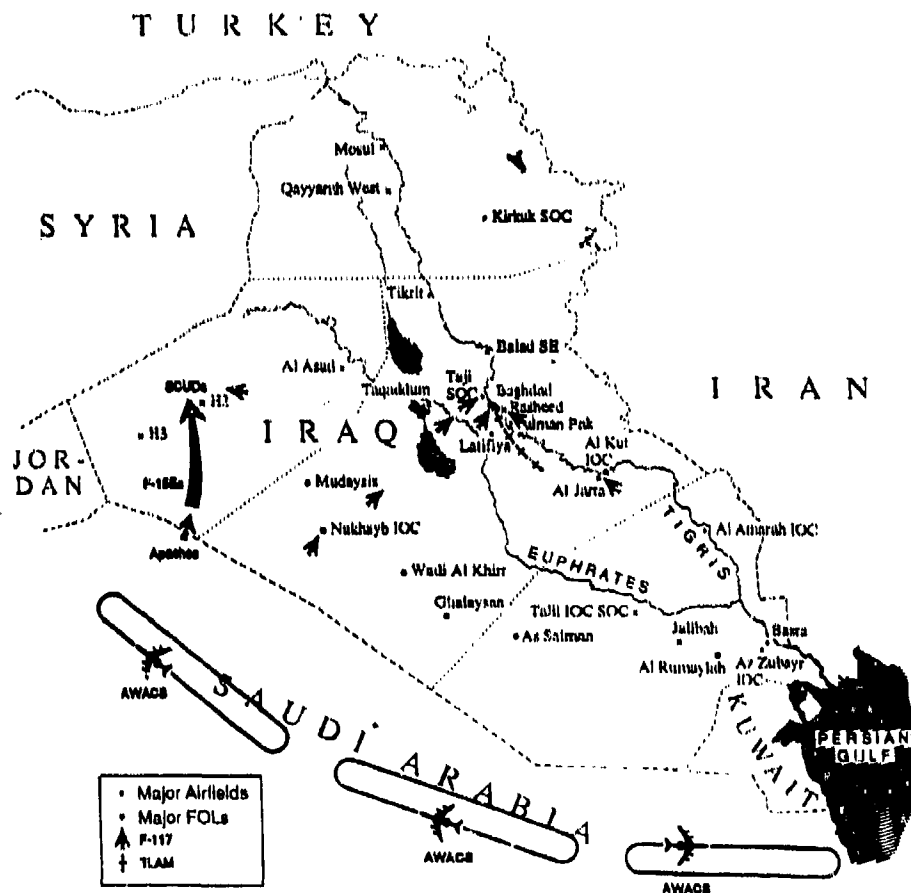 TURKEY
Mosul
Qayyarah West
SYRIA
Kirkuk SOC
Tikrit
Balad SE
Al Asad
Taji
SOC
Baghdad
IRAN
SCUDs
H2
Taqaddum
Rasheed
Salman Pak
H3
IRAQ
Latifiya
Al Kut
IOC
JOR-
DAN
F-15Es
Mudaysis
Al Jarra
Nukhayb IOC
TIGRIS
Al Amarah IOC
Apaches
EUPHRATES
Wadi Al Khirr
Ghalaysan
Tallil IOC SOC
As Salman
Jalibah
Basra
Al Rumaylah
Az Zubayr
IOC
AWACS
SAUDI ARABIA
KUWAIT
PERSIAN
GULF
Major Airfields
Major FOLs
F-117
TLAM
AWACS
AWACS